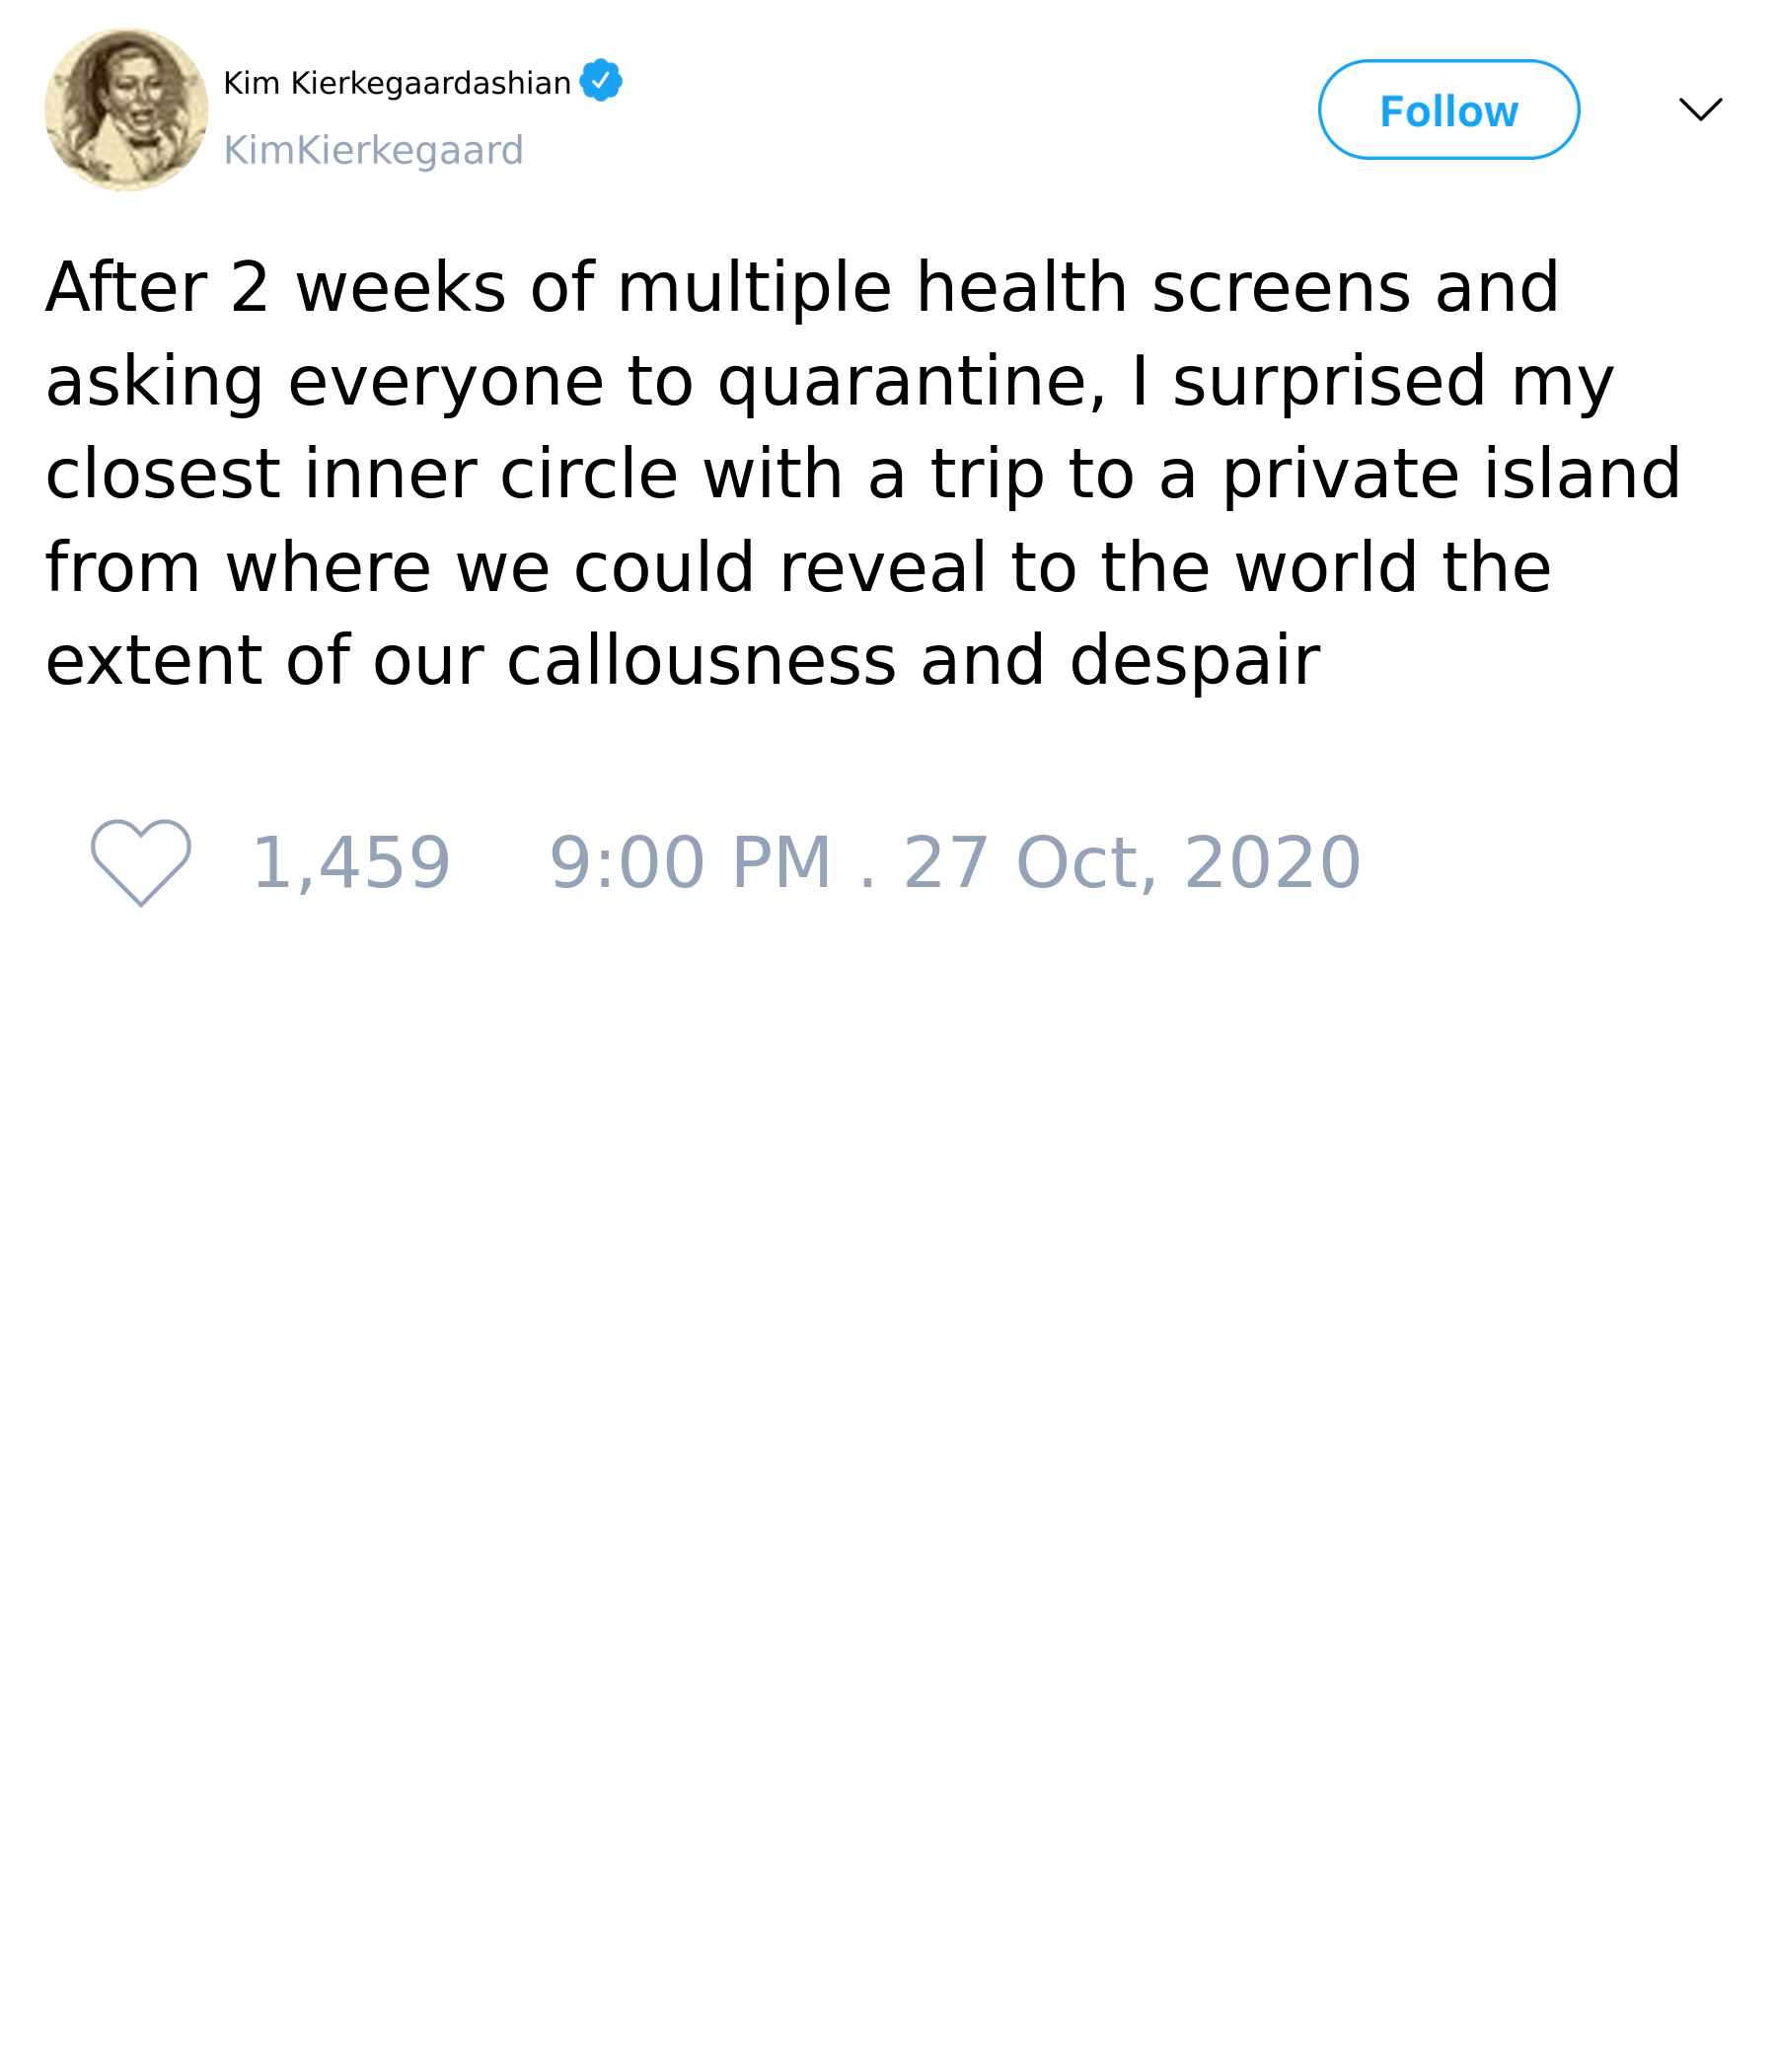 Kim Kierkegaardashian
KimKierkegaard
Follow
After 2 weeks of multiple health screens and
asking everyone to quarantine, I surprised my
closest inner circle with a trip to a private island
from where we could reveal to the world the
extent of our callousness and despair
1,459 9:00 PM . 27 Oct, 2020